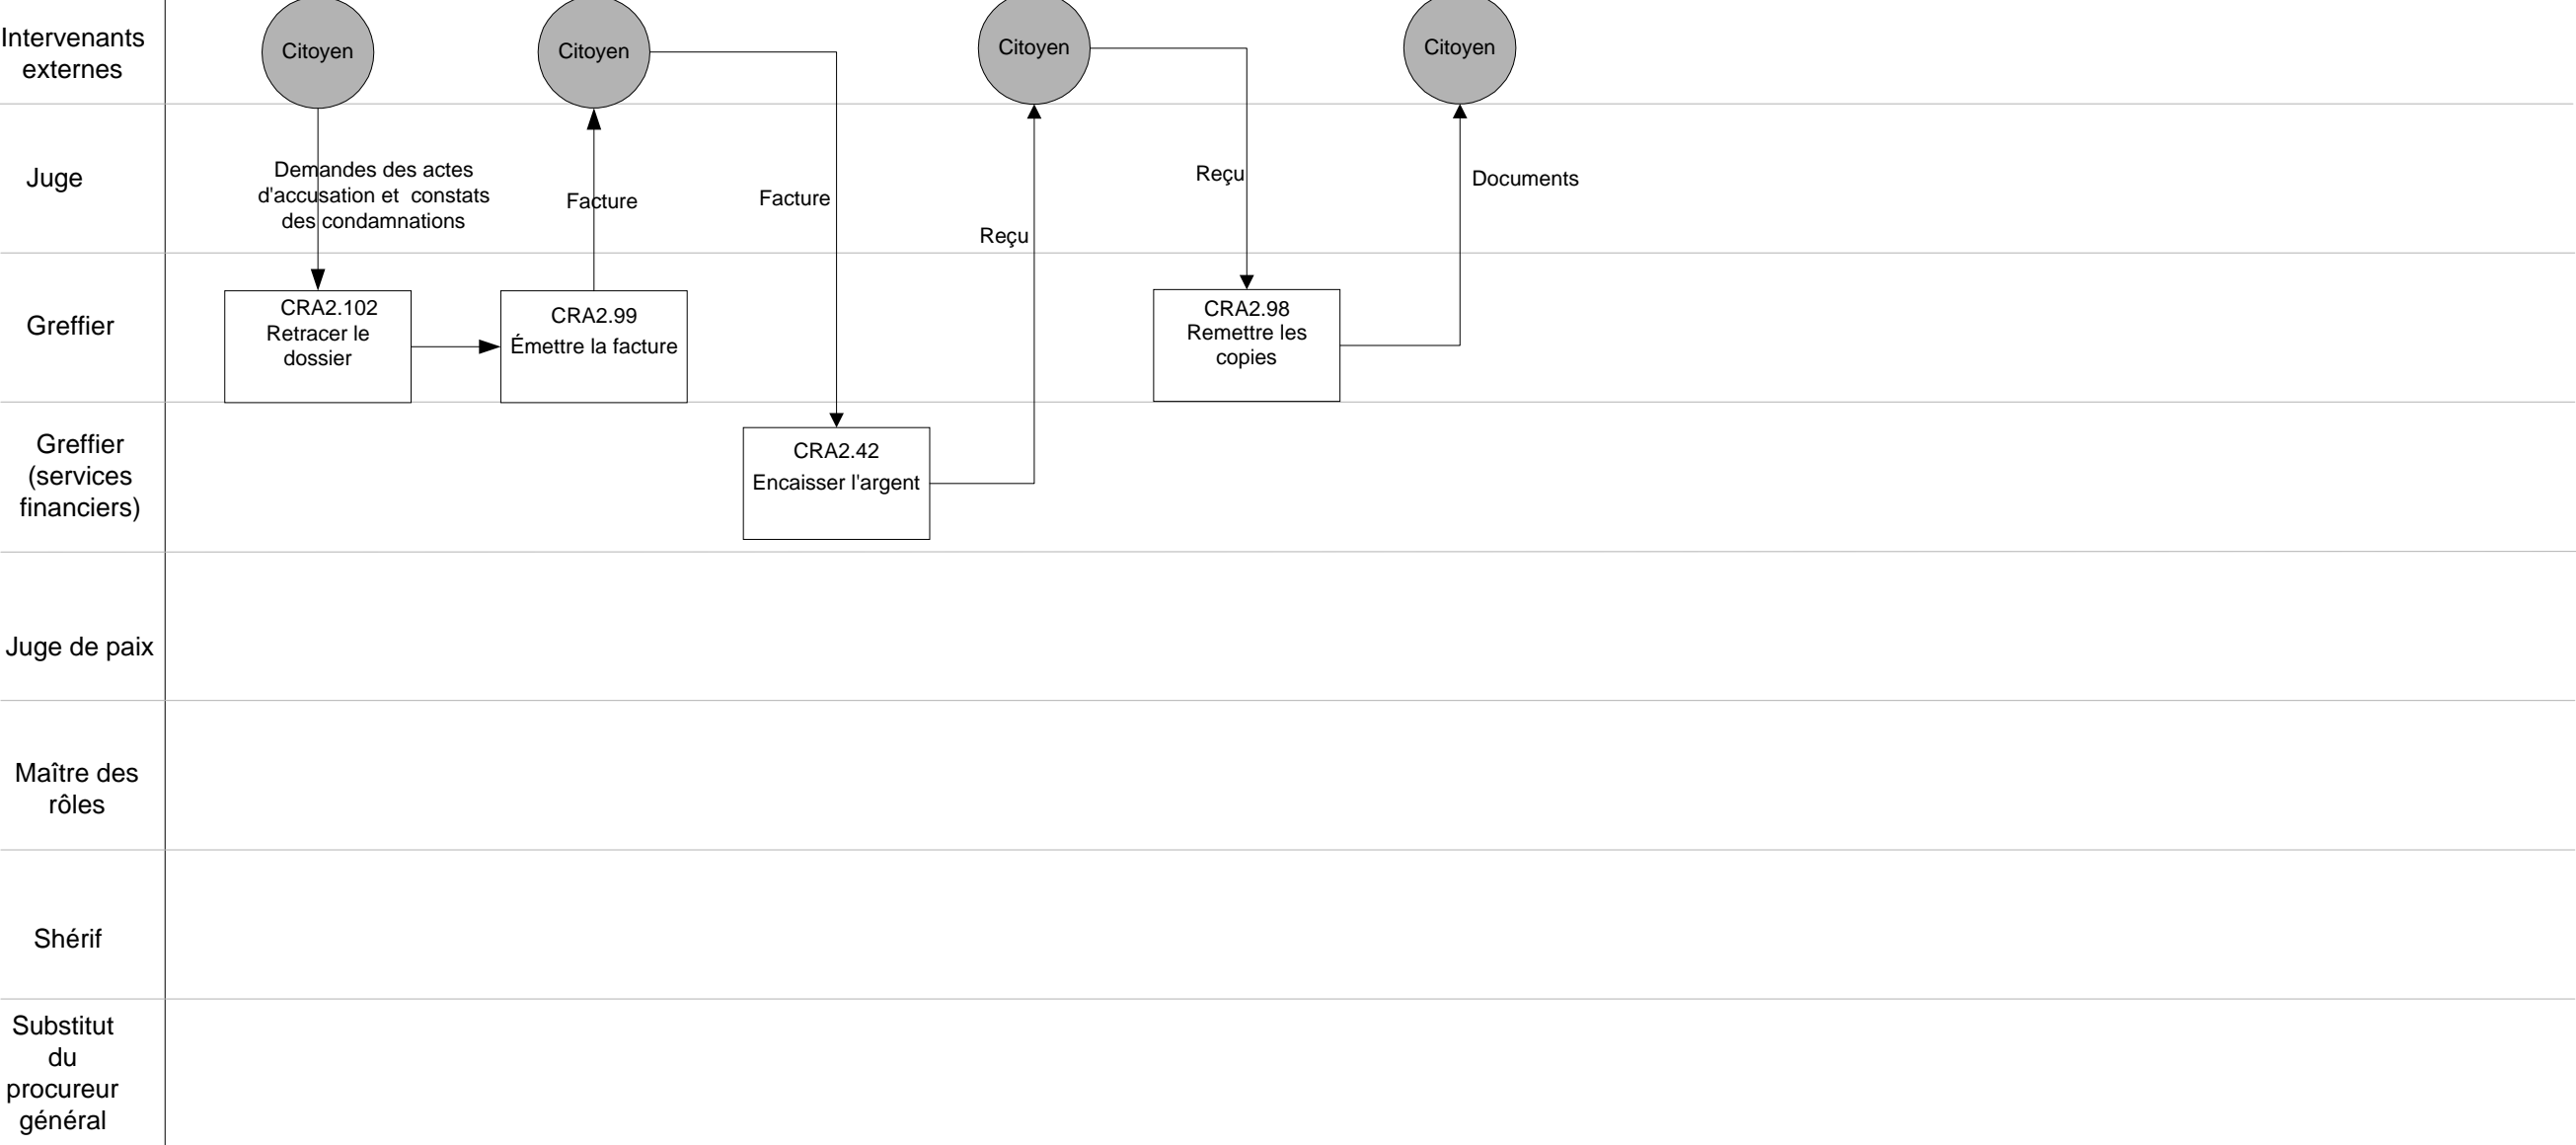 Intervenants
externes
Citoyen
Citoyen
Citoyen
Citoyen
Juge
Demandes des actes
d'accusation et  constats
des condamnations
Facture
Facture
Reçu
Reçu
Documents
Greffier
CRA2.102
Retracer le
dossier
CRA2.99
Émettre la facture
CRA2.98
Remettre les
copies
Greffier
(services
financiers)
CRA2.42
Encaisser l'argent
Juge de paix
Maître des
rôles
Shérif
Substitut
du
procureur
général